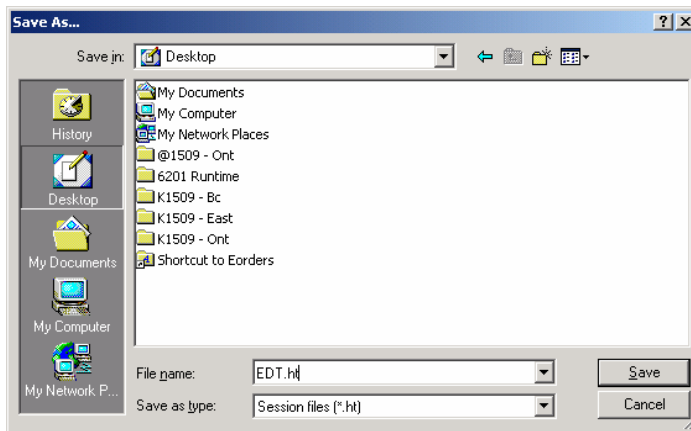 Save As...
Save in:
Desktop
History
Desktop
My Documents
My Computer
My Network P...
My Documents
My Computer
My Network Places
@1509 - Ont
6201 Runtime
K1509 - Bc
K1509 - East
K1509 - Ont
Shortcut to Eorders
File name:
EDT.ht
Save
Save as type:
Session files (*.ht)
Cancel